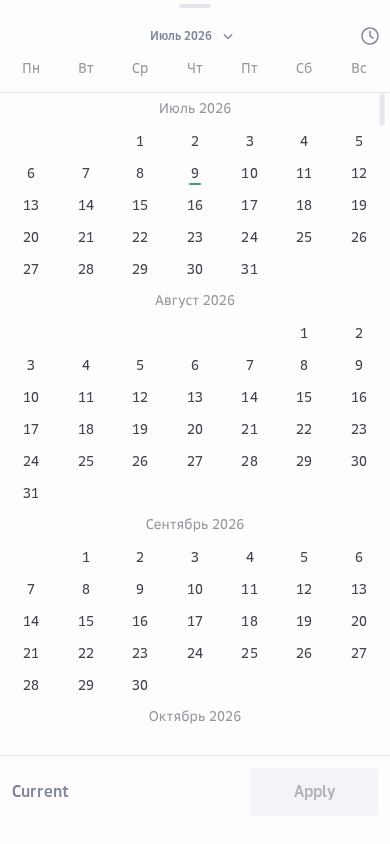 Июль 2026
Пн Вт Ср Чт Пт Сб Вс
Июль 2026
1 2 3 4 5
6 7 8 9 10 11 12
13 14 15 16 17 18 19
20 21 22 23 24 25 26
27 28 29 30 31
Август 2026
1 2
3 4 5 6 7 8 9
10 11 12 13 14 15 16
17 18 19 20 21 22 23
24 25 26 27 28 29 30
31
Сентябрь 2026
1 2 3 4 5 6
7 8 9 10 11 12 13
14 15 16 17 18 19 20
21 22 23 24 25 26 27
28 29 30
Октябрь 2026
Current Apply